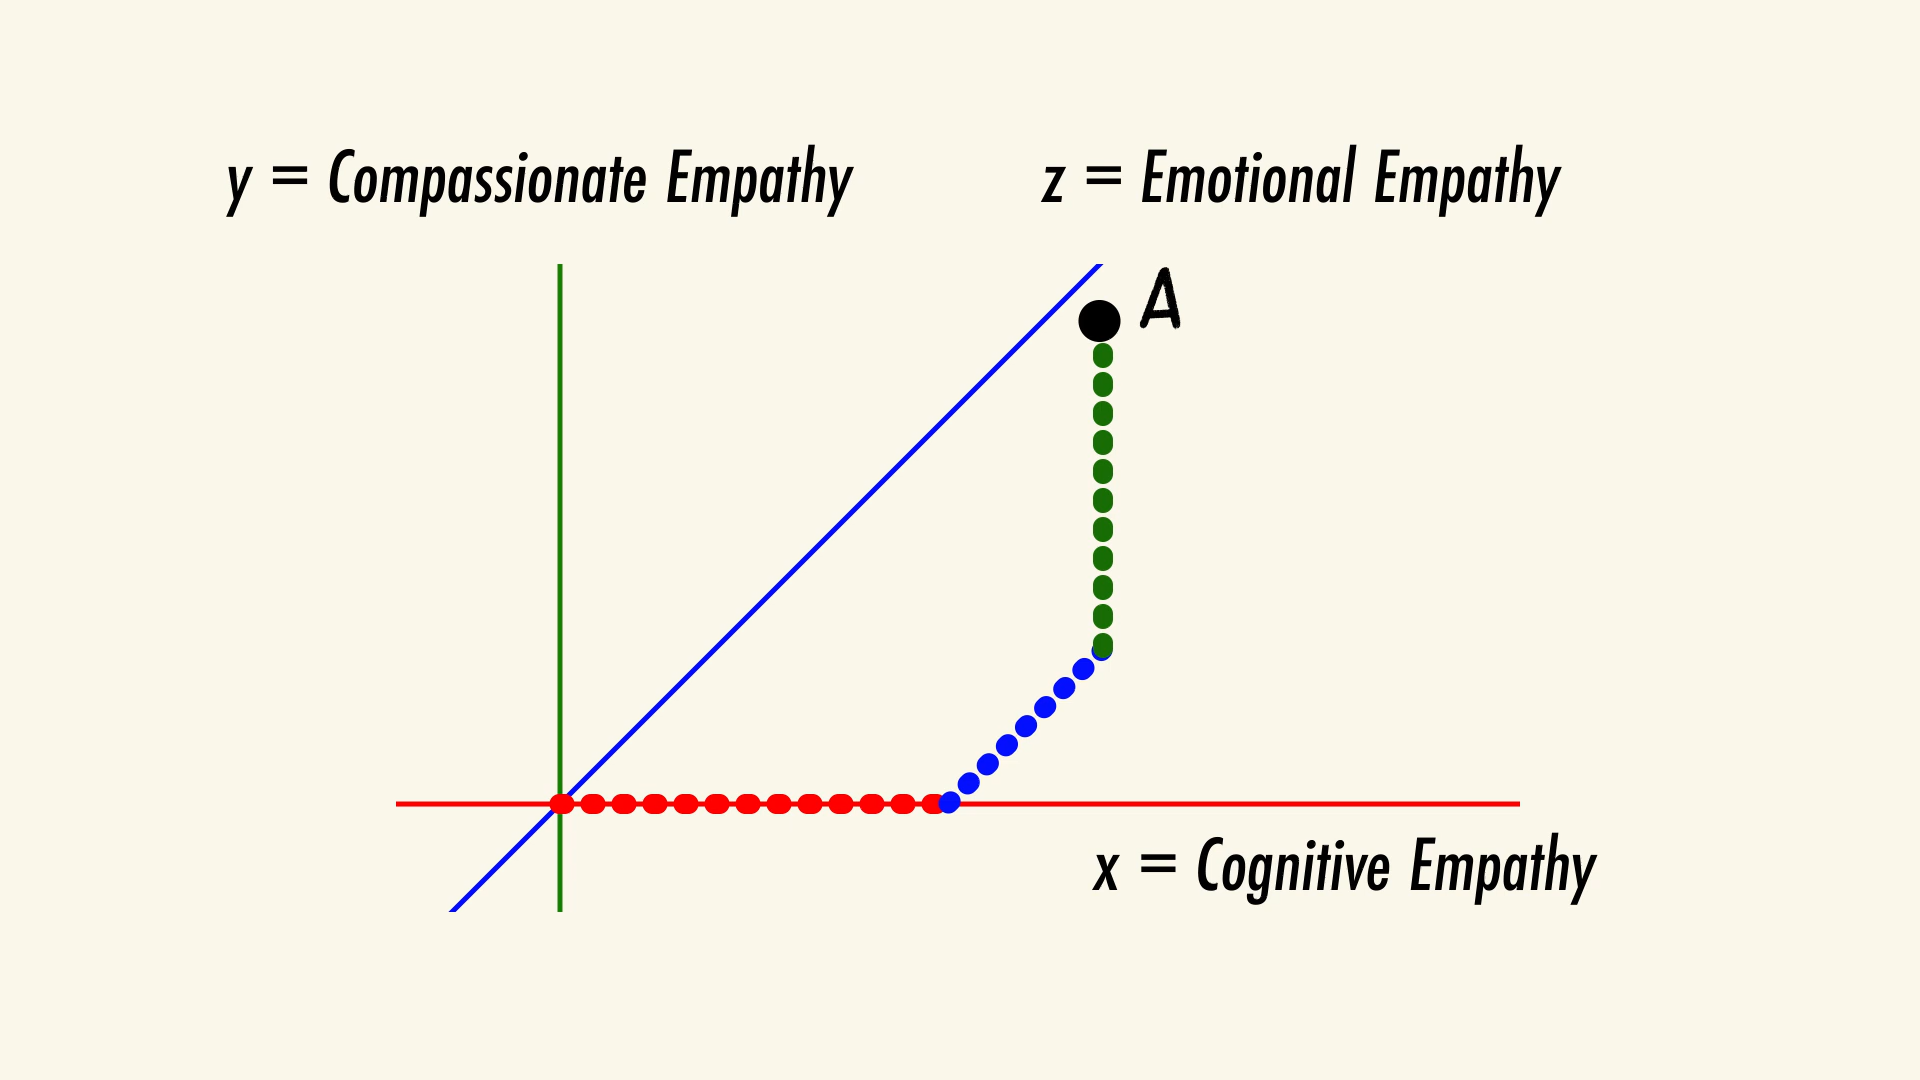 y = Compassionate Empathy
z = Emotional Empathy
A
x = Cognitive Empathy